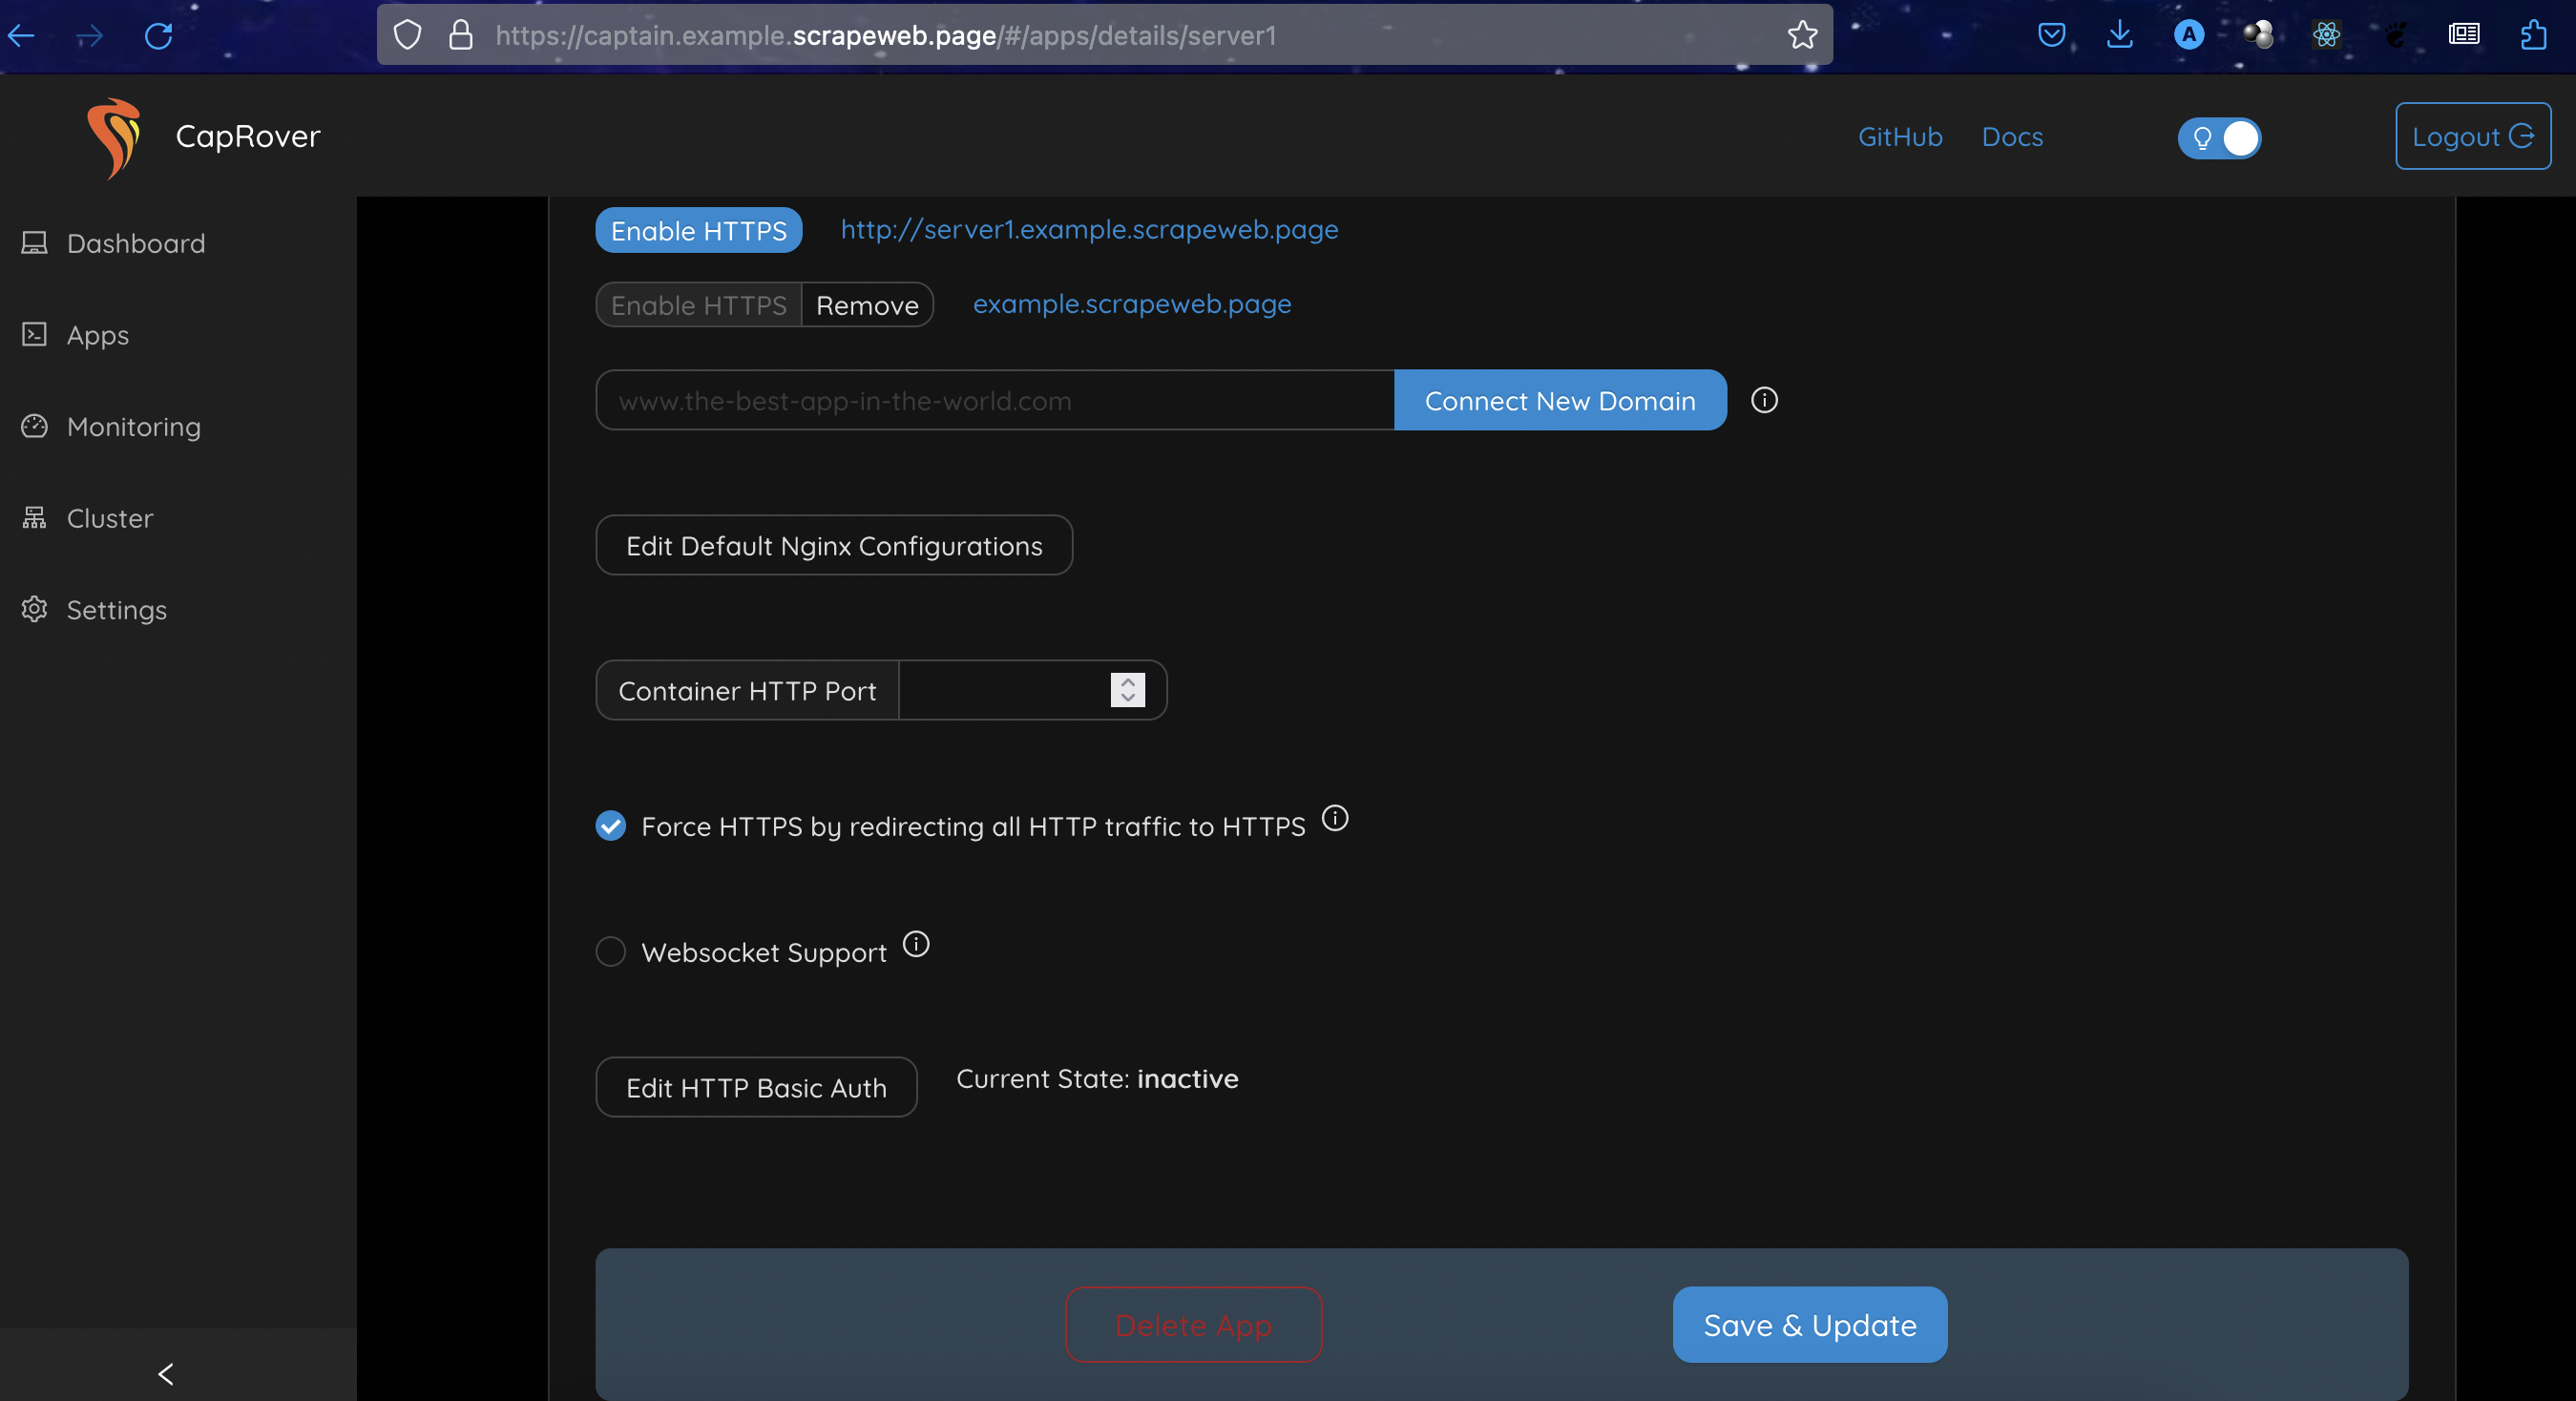 https://captain.example.scrapeweb.page/#/apps/details/server1
A
CapRover
GitHub Docs
Logout
Dashboard
Apps
Monitoring
Cluster
Settings
Enable HTTPS http://server1.example.scrapeweb.page
Enable HTTPS Remove example.scrapeweb.page
www.the-best-app-in-the-world.com Connect New Domain
Edit Default Nginx Configurations
Container HTTP Port
Force HTTPS by redirecting all HTTP traffic to HTTPS
Websocket Support
Edit HTTP Basic Auth Current State: inactive
Delete App Save & Update